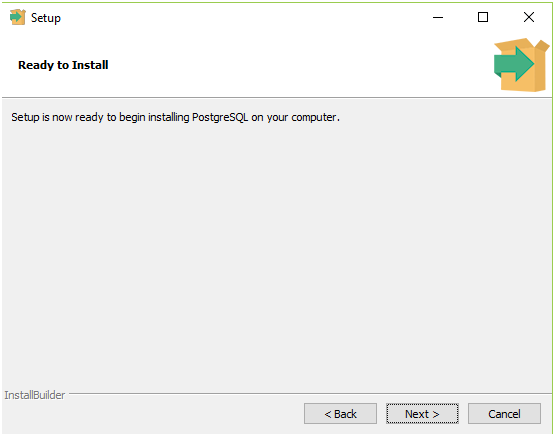 Setup
Ready to Install
Setup is now ready to begin installing PostgreSQL on your computer.
InstallBuilder
< Back
Next >
Cancel